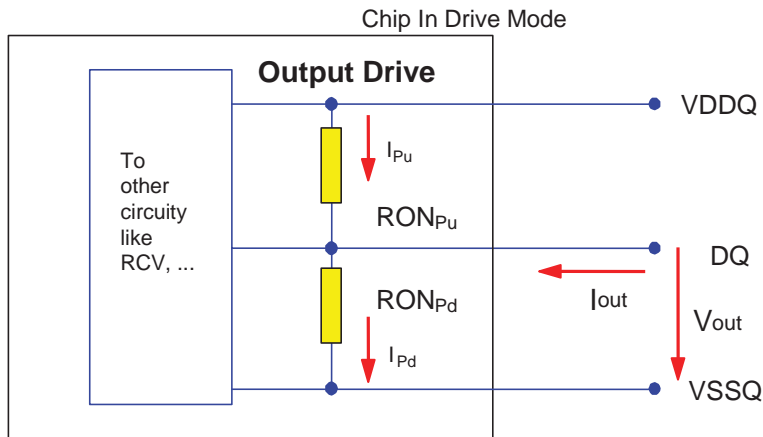 Chip In Drive Mode
Output Drive
VDDQ
To
other
circuity
like
RCV, ...
IPu
RONPu
DQ
RONPd
Iout
Vout
IPd
VSSQ